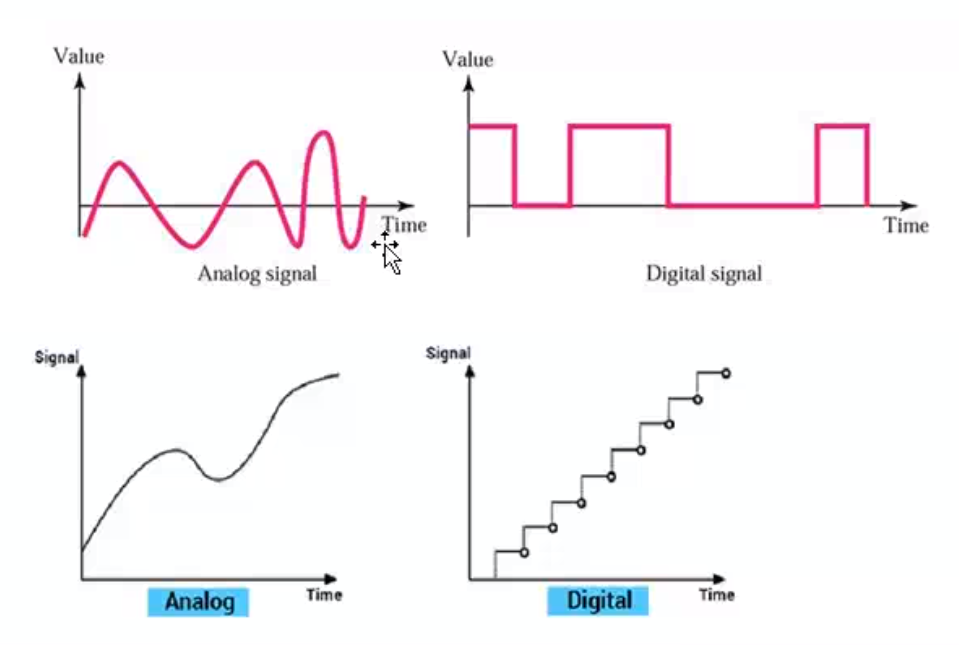 Value
Time
Analog signal
Value
Time
Digital signal
Signal
Time
Analog
Signal
Time
Digital